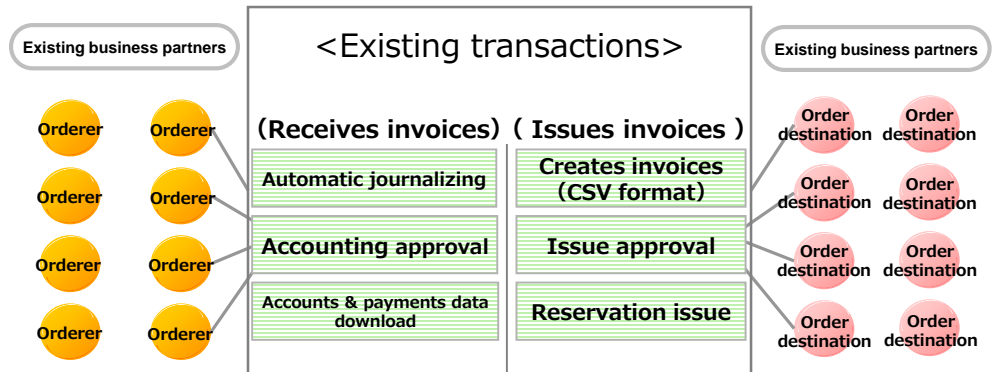 Existing business partners
<Existing transactions>
Existing business partners
(Receives invoices)
( Issues invoices )
Orderer
Orderer
Orderer
Orderer
Orderer
Orderer
Orderer
Orderer
Automatic journalizing
Accounting approval
Accounts & payments data
download
Creates invoices
(CSV format)
Issue approval
Reservation issue
Order
destination
Order
destination
Order
destination
Order
destination
Order
destination
Order
destination
Order
destination
Order
destination